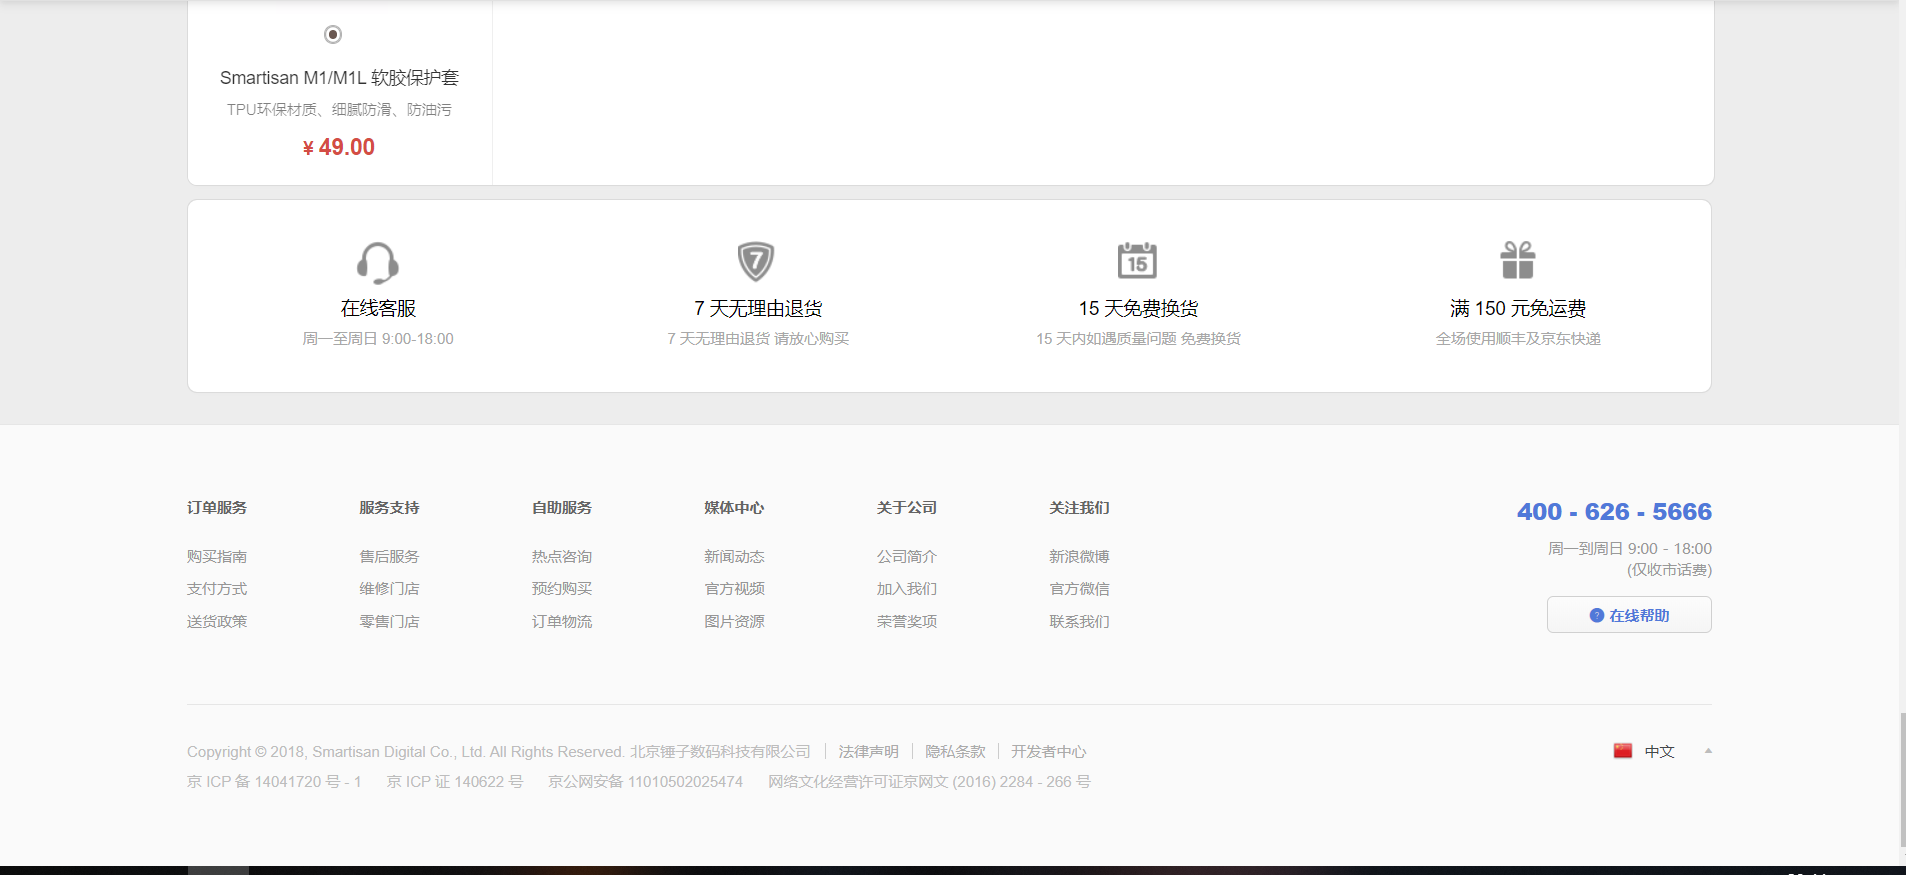 Smartisan M1/M1L 软胶保护套
TPU环保材质、细腻防滑、防油污
¥ 49.00
7
15
在线客服
7 天无理由退货
15 天免费换货
满 150 元免运费
周一至周日 9:00-18:00
7 天无理由退货 请放心购买
15 天内如遇质量问题 免费换货
全场使用顺丰及京东快递
订单服务
购买指南
支付方式
送货政策
服务支持
售后服务
维修门店
零售门店
自助服务
热点咨询
预约购买
订单物流
媒体中心
新闻动态
官方视频
图片资源
关于公司
公司简介
加入我们
荣誉奖项
关注我们
新浪微博
官方微信
联系我们
400 - 626 - 5666
周一到周日 9:00 - 18:00
(仅收市话费)
? 在线帮助
Copyright © 2018, Smartisan Digital Co., Ltd. All Rights Reserved. 北京锤子数码科技有限公司 法律声明 隐私条款 开发者中心
中文
京 ICP 备 14041720 号 - 1 京 ICP 证 140622 号 京公网安备 11010502025474 网络文化经营许可证京网文 (2016) 2284 - 266 号